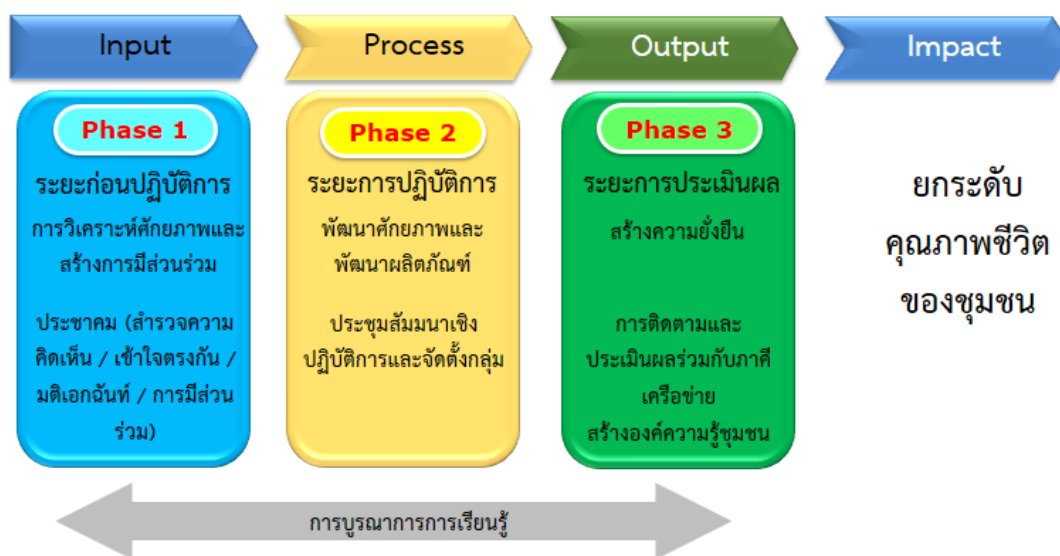 Input
Process
Output
Impact
Phase 1
ระยะก่อนปฏิบัติการ
การวิเคราะห์ศักยภาพและ
สร้างการมีส่วนร่วม
ประชาคม (สำรวจความ
คิดเห็น / เข้าใจตรงกัน /
มติเอกฉันท์ / การมีส่วน
ร่วม)
Phase 2
ระยะการปฏิบัติการ
พัฒนาศักยภาพและ
พัฒนาผลิตภัณฑ์
ประชุมสัมมนาเชิง
ปฏิบัติการและจัดตั้งกลุ่ม
Phase 3
ระยะการประเมินผล
สร้างความยั่งยืน
การติดตามและ
ประเมินผลร่วมกับภาคี
เครือข่าย
สร้างองค์ความรู้ชุมชน
ยกระดับ
คุณภาพชีวิต
ของชุมชน
การบูรณาการการเรียนรู้